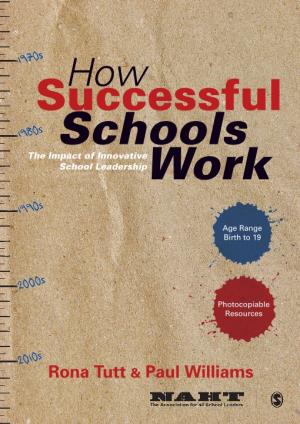 1970s
How
Successful
1980s
Schools
The Impact of Innovative
School Leadership
Work
1990s
Age Range
Birth to 19
2000s
Photocopiable
Resources
2010s
Rona Tutt & Paul Williams
NAHT
The Association for all School Leaders
S